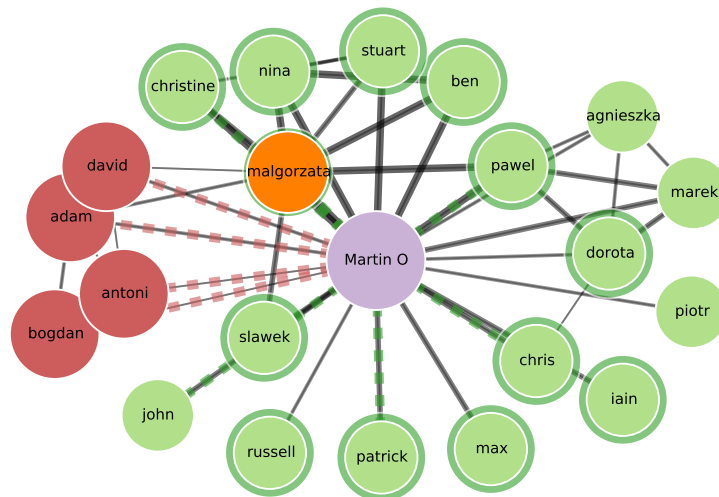 stuart
nina
ben
christine
agnieszka
david
pawel
malgorzata
marek
adam
dorota
Martin O
antoni
piotr
bogdan
slawek
chris
iain
john
max
russell
patrick